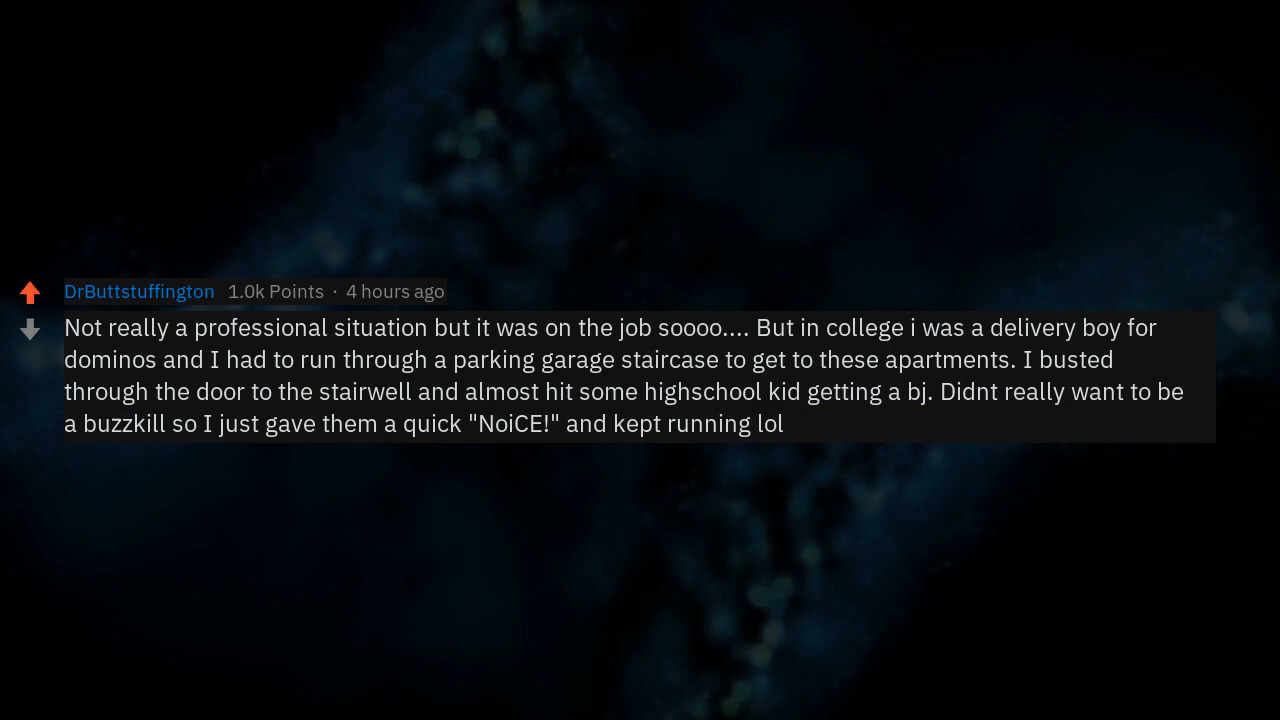 DrButtstuffington 1.0k Points · 4 hours ago
Not really a professional situation but it was on the job soooo.... But in college i was a delivery boy for
dominos and I had to run through a parking garage staircase to get to these apartments. I busted
through the door to the stairwell and almost hit some highschool kid getting a bj. Didnt really want to be
a buzzkill so I just gave them a quick "NoiCE!" and kept running lol